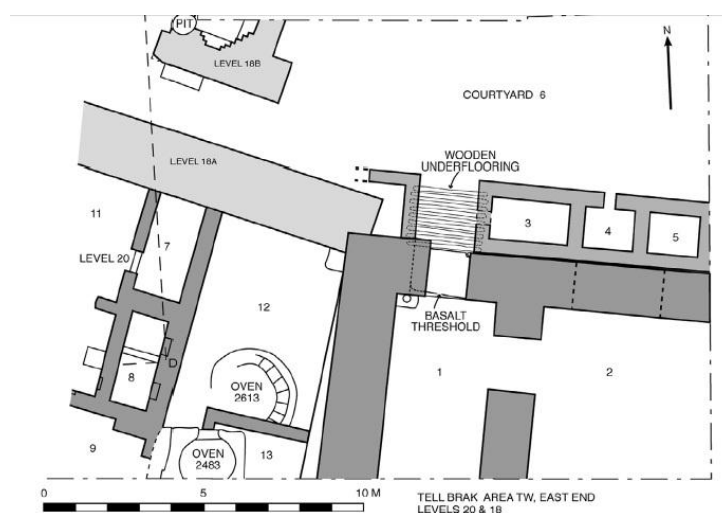 PIT
LEVEL 18B
N
COURTYARD 6
WOODEN
UNDERFLOORING
LEVEL 18A
11
7
3
4
5
LEVEL 20
12
BASALT
THRESHOLD
OVEN
2613
8
D
1
2
9
OVEN
2483
13
0
5
10 M
TELL BRAK AREA TW, EAST END
LEVELS 20 & 18